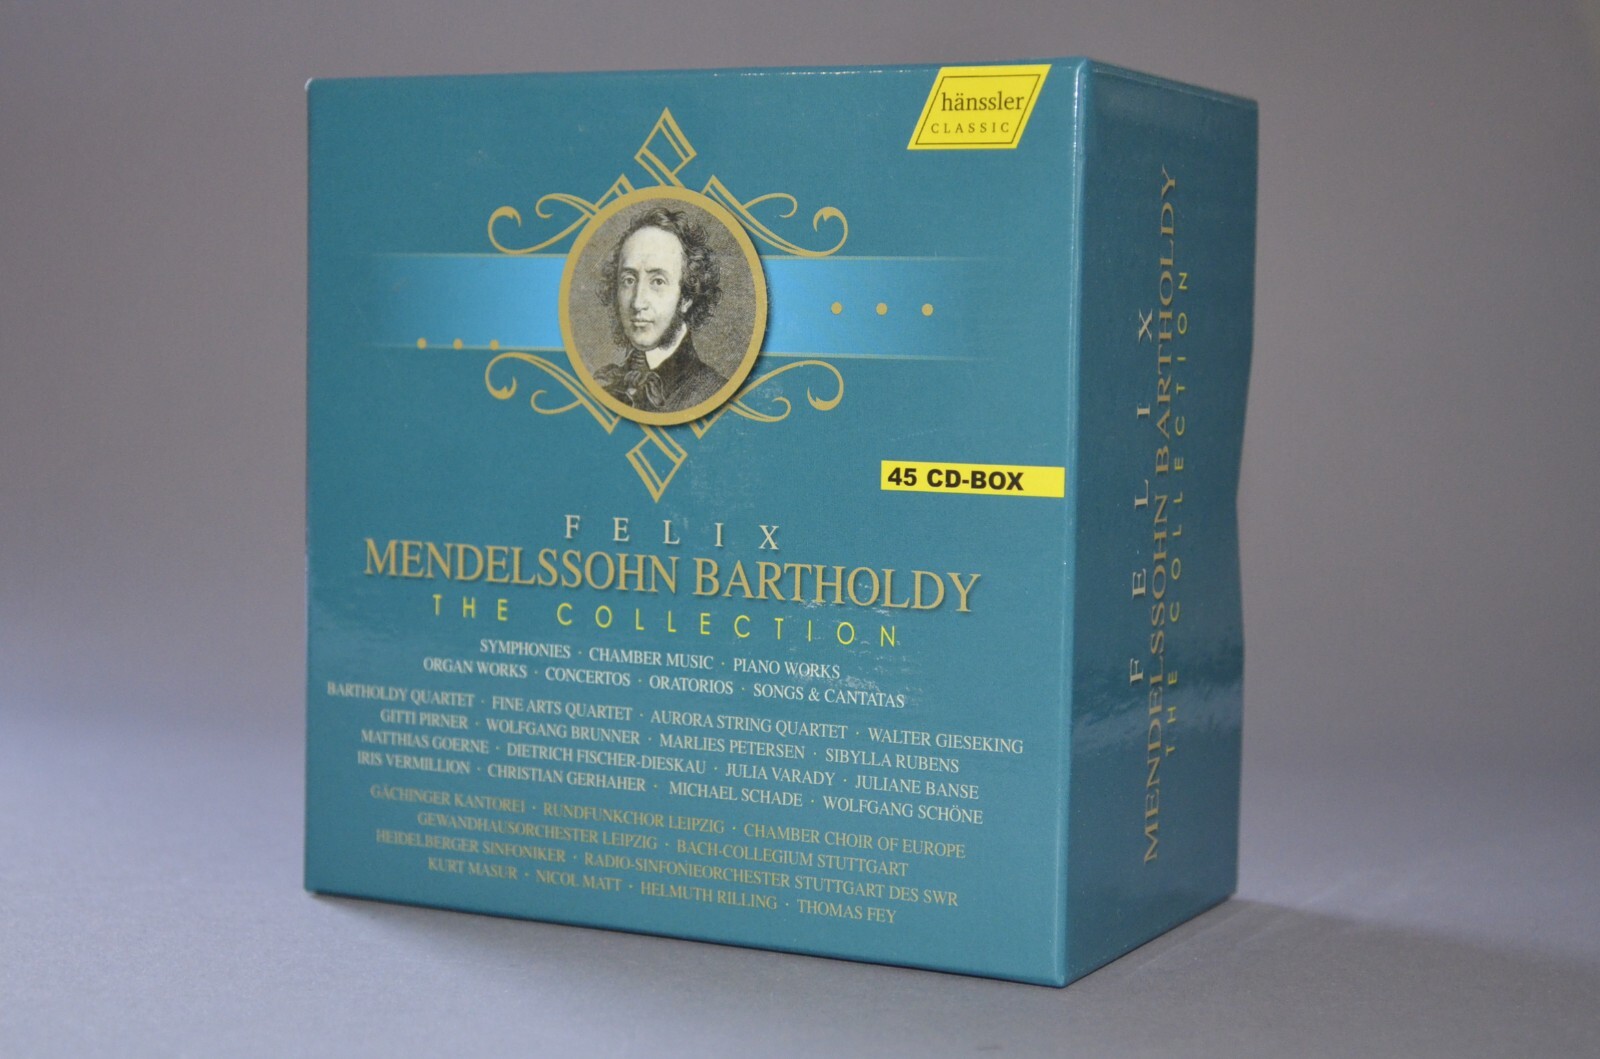 hänssler
CLASSIC
45 CD-BOX
FELIX
MENDELSSOHN BARTHOLDY
THE COLLECTION
SYMPHONIES · CHAMBER MUSIC · PIANO WORKS
ORGAN WORKS · CONCERTOS · ORATORIOS · SONGS & CANTATAS
BARTHOLDY QUARTET · FINE ARTS QUARTET · AURORA STRING QUARTET · WALTER GIESEKING
GITTI PIRNER · WOLFGANG BRUNNER · MARLIES PETERSEN · SIBYLLA RUBENS
MATTHIAS GOERNE · DIETRICH FISCHER-DIESKAU · JULIA VARADY · JULIANE BANSE
IRIS VERMILLION · CHRISTIAN GERHAHER · MICHAEL SCHADE · WOLFGANG SCHÖNE
GÄCHINGER KANTOREI · RUNDFUNKCHOR LEIPZIG · CHAMBER CHOIR OF EUROPE
GEWANDHAUSORCHESTER LEIPZIG · BACH-COLLEGIUM STUTTGART
HEIDELBERGER SINFONIKER · RADIO-SINFONIEORCHESTER STUTTGART DES SWR
KURT MASUR · NICOL MATT · HELMUTH RILLING · THOMAS FEY
FELIX
MENDELSSOHN BARTHOLDY
THE COLLECTION